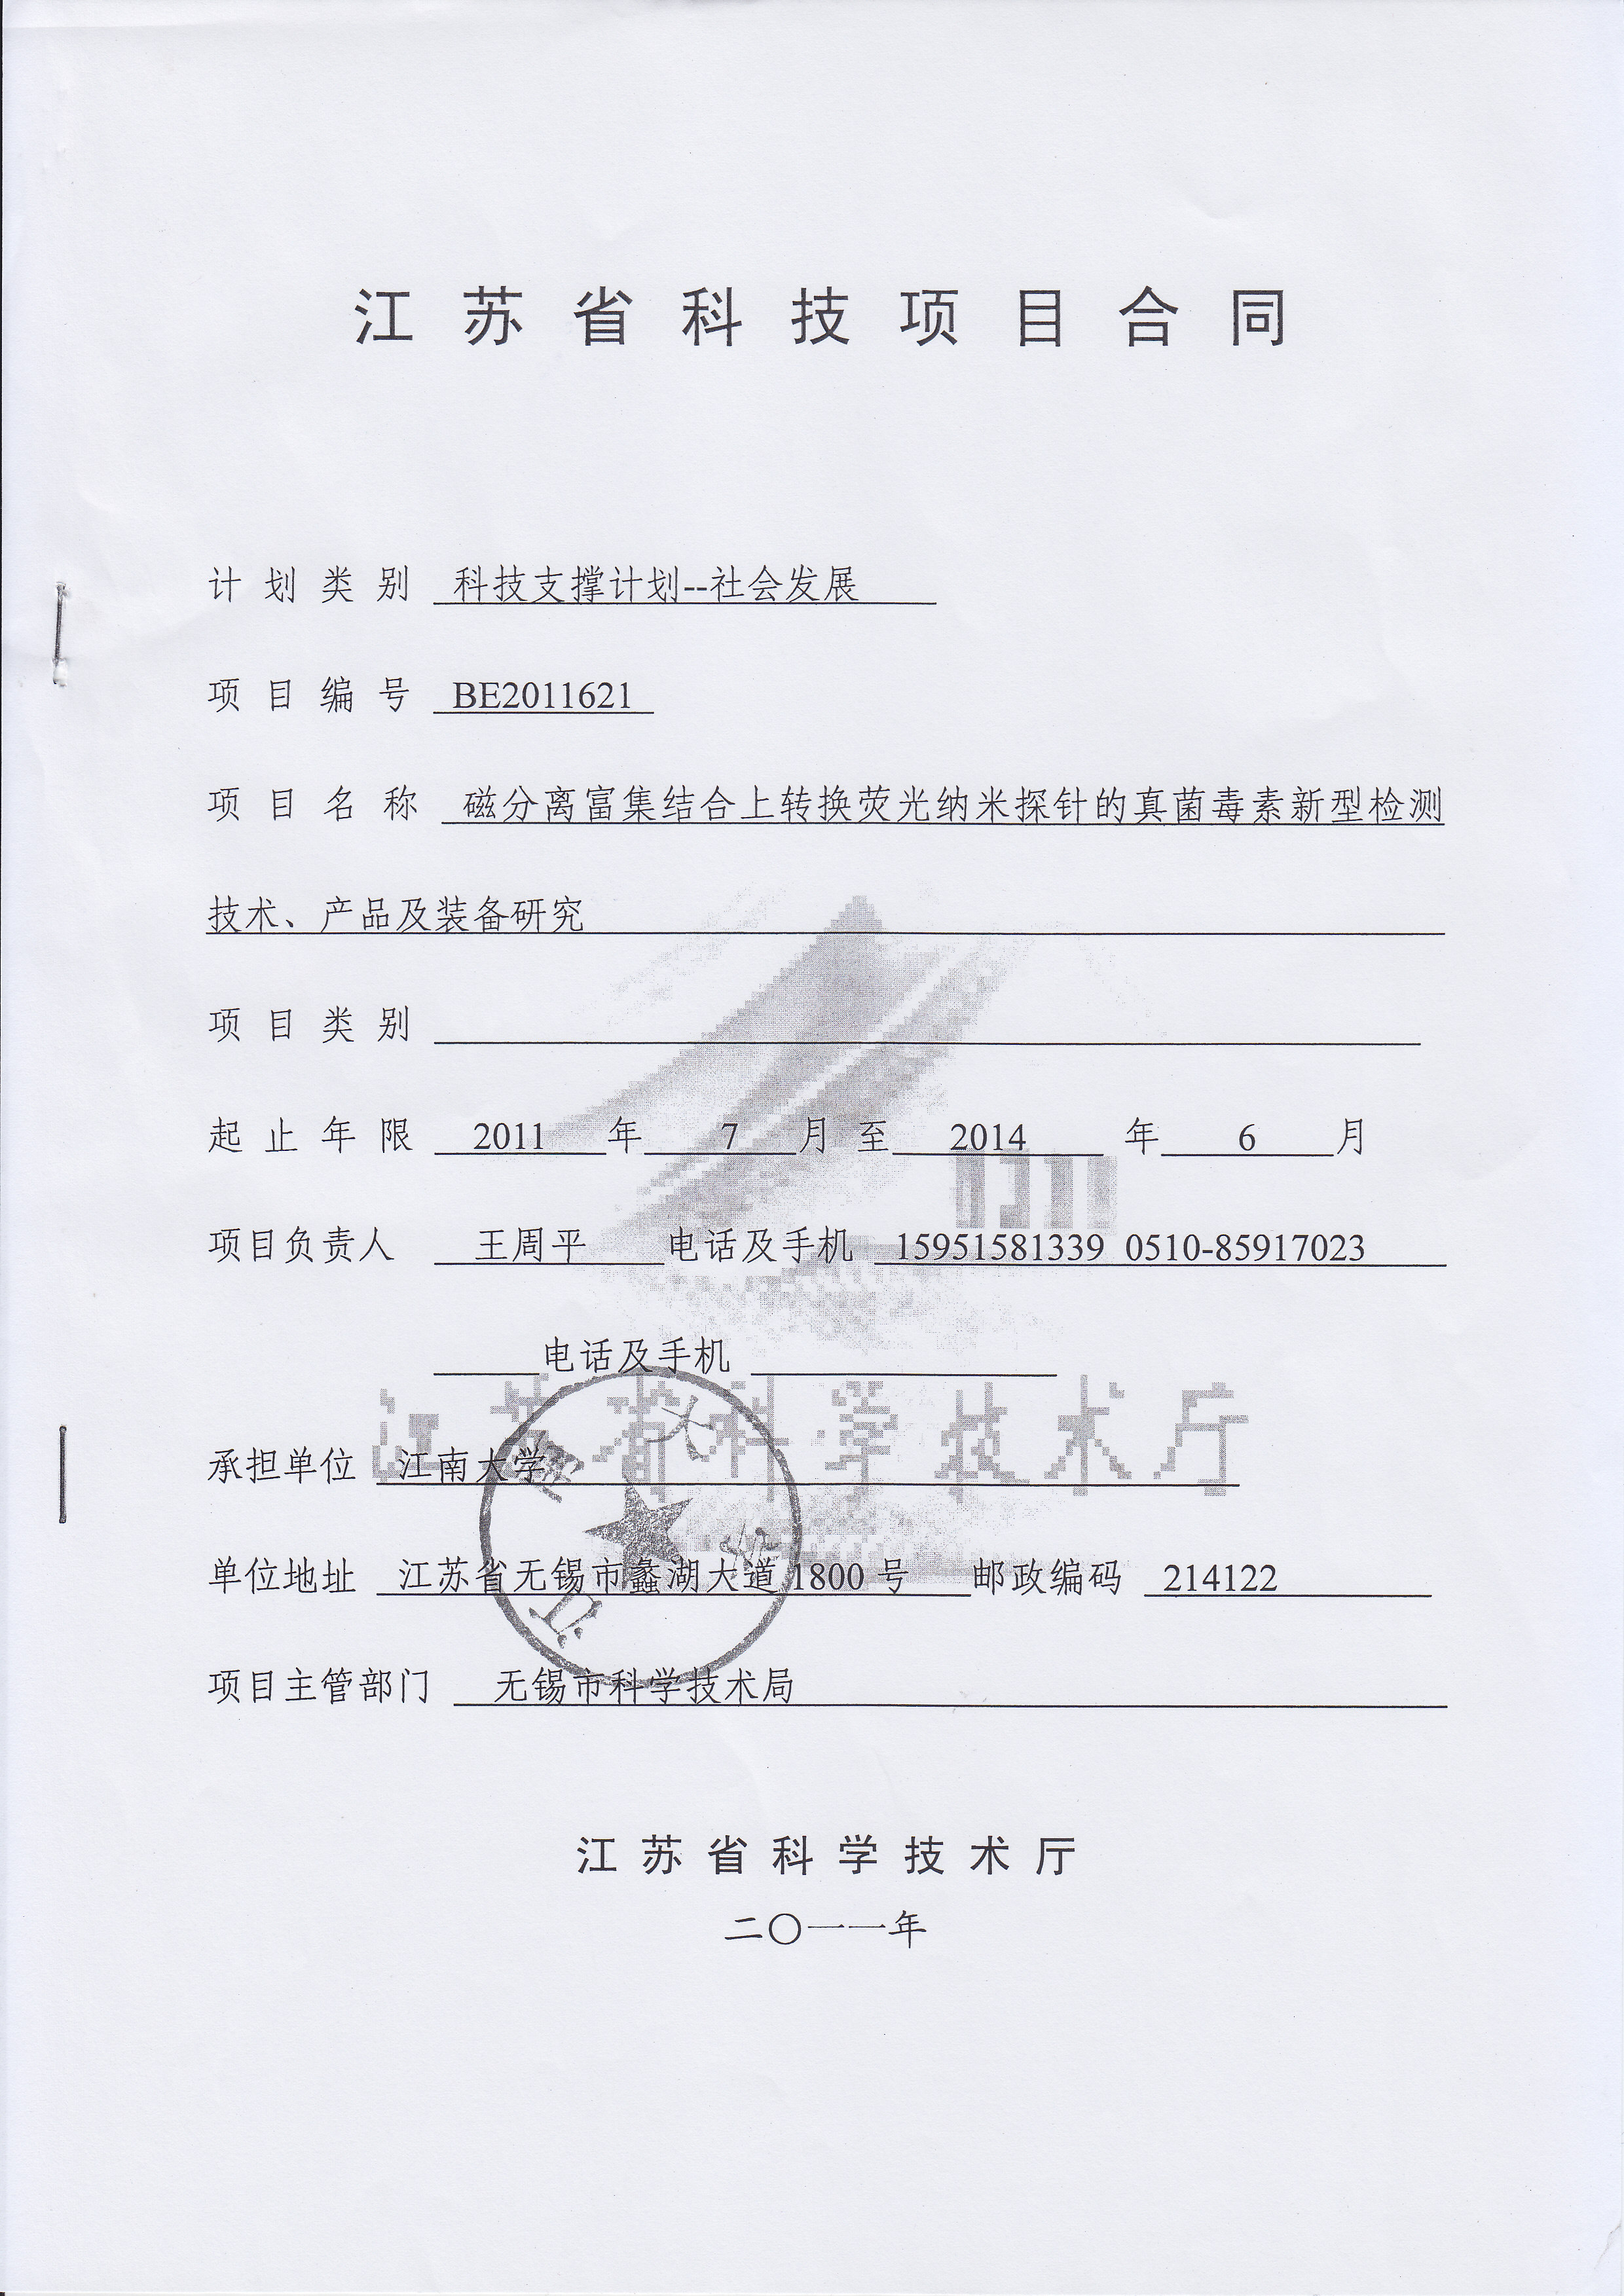 江苏省科技项目合同
计划类别 科技支撑计划--社会发展
项目编号 BE2011621
项目名称 磁分离富集结合上转换荧光纳米探针的真菌毒素新型检测
技术、产品及装备研究
项目类别
起止年限 2011 年 7 月 至 2014 年 6 月
项目负责人 王周平 电话及手机 15951581339 0510-85917023
电话及手机
江苏省科学技术厅
承担单位 江南大学
江南大学
单位地址 江苏省无锡市蠡湖大道1800号 邮政编码 214122
项目主管部门 无锡市科学技术局
江苏省科学技术厅
二〇一一年